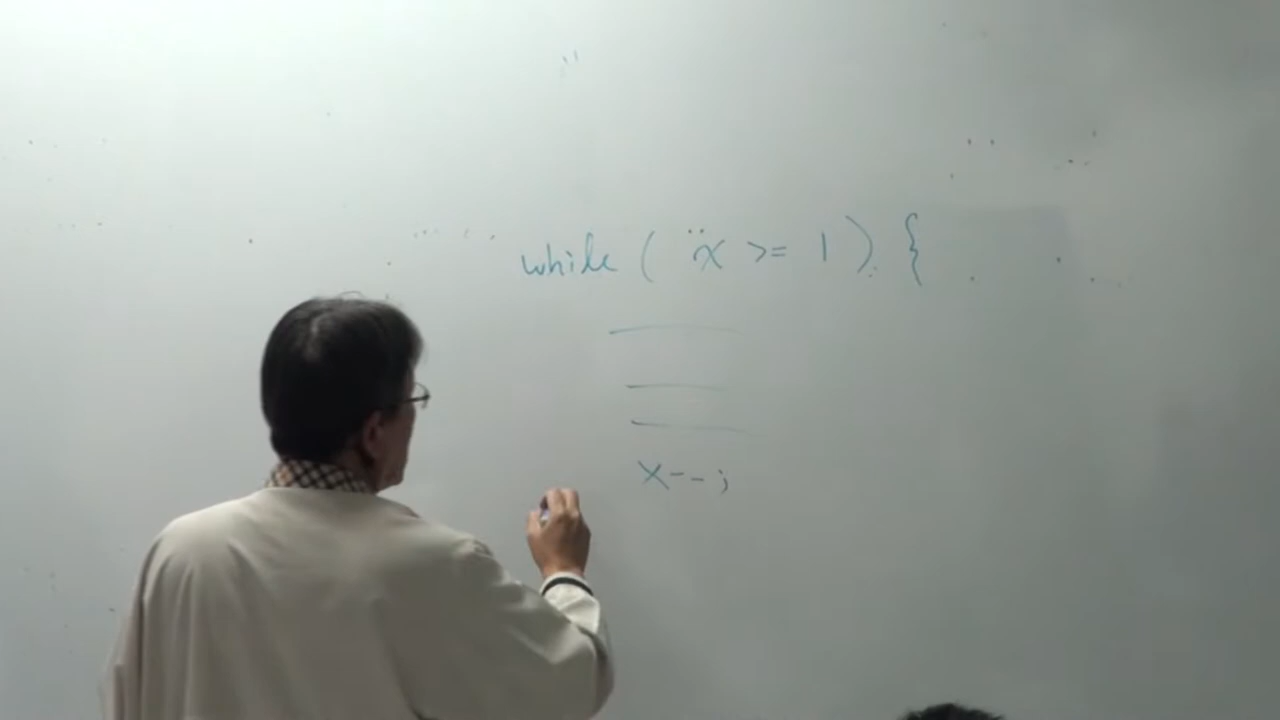 while ( x >= 1 ) {
x--;